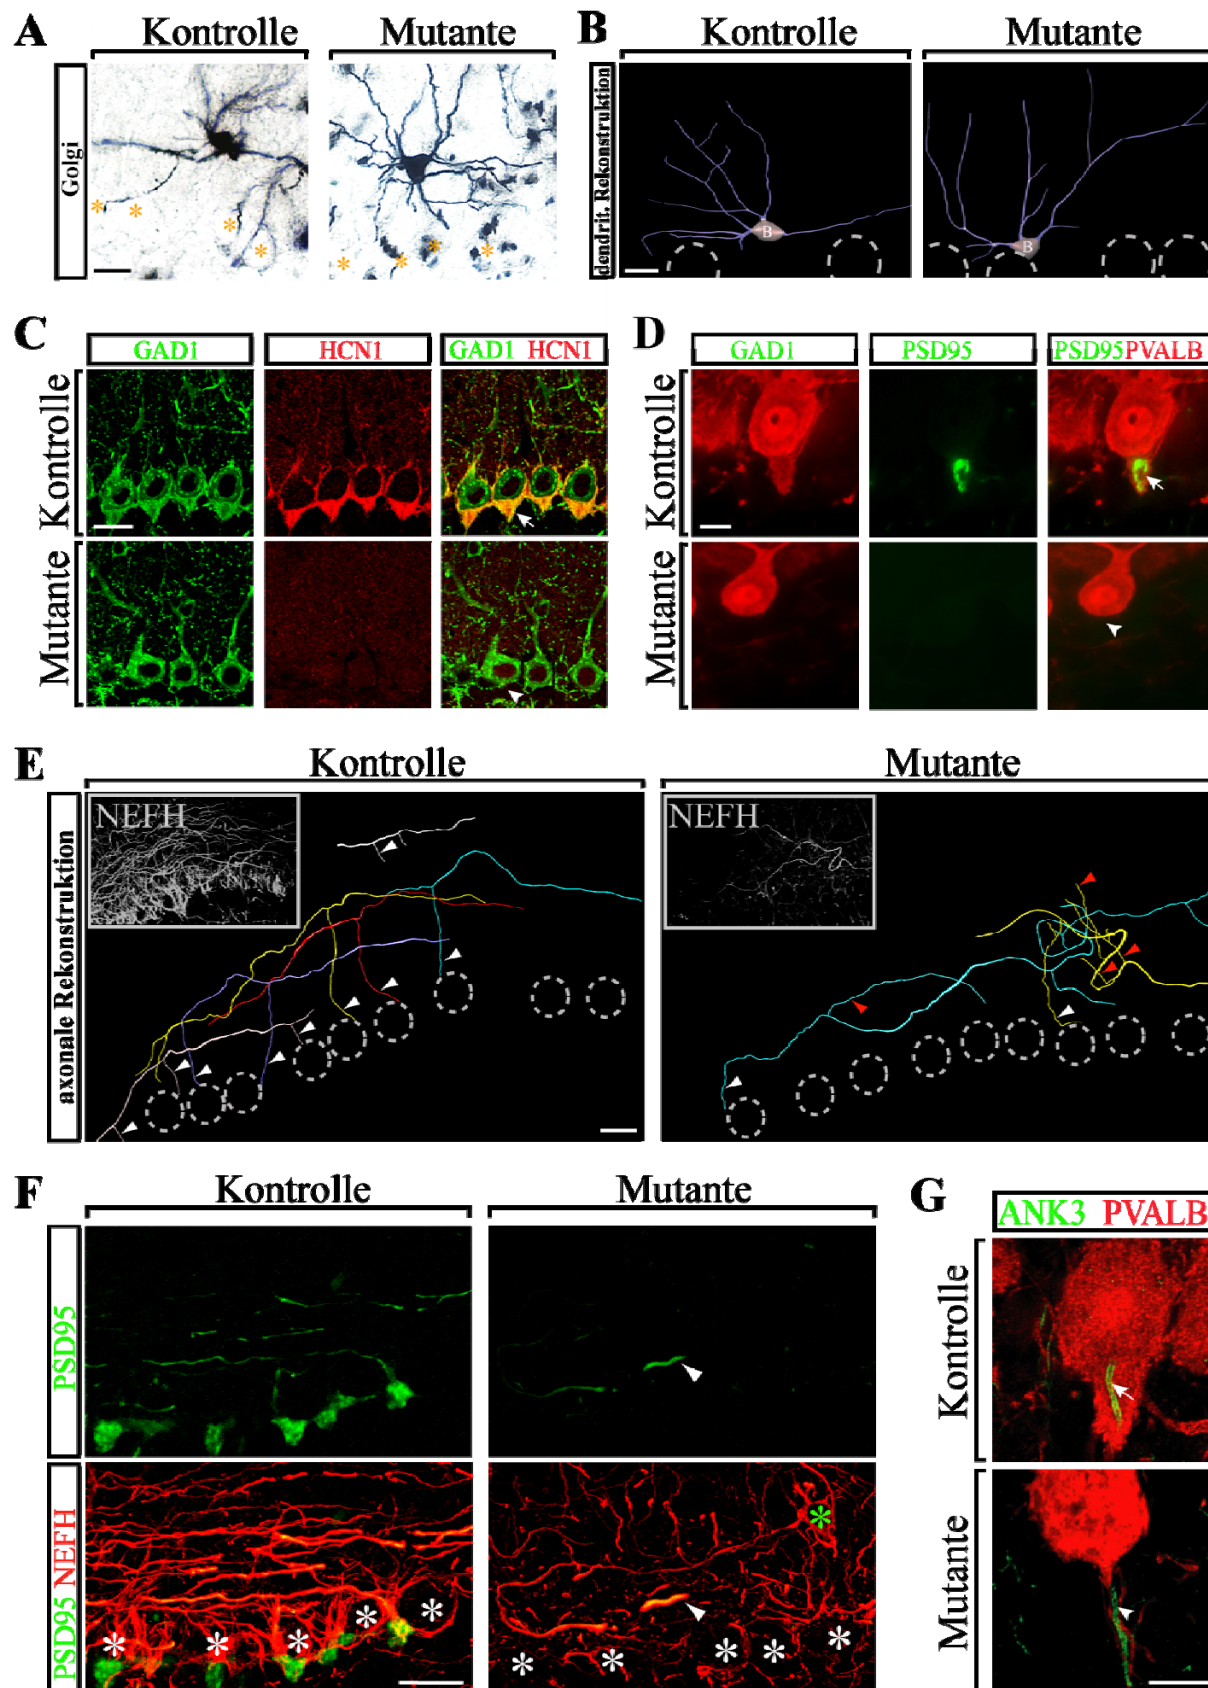 A
Kontrolle
Mutante
Golgi
B
Kontrolle
Mutante
dendrit. Rekonstruktion
B
B
C
GAD1
HCN1
GAD1 HCN1
Kontrolle
Mutante
D
GAD1
PSD95
PSD95PVALB
Kontrolle
Mutante
E
Kontrolle
Mutante
axonale Rekonstruktion
NEFH
NEFH
F
Kontrolle
Mutante
PSD95
PSD95 NEFH
G
ANK3 PVALB
Kontrolle
Mutante